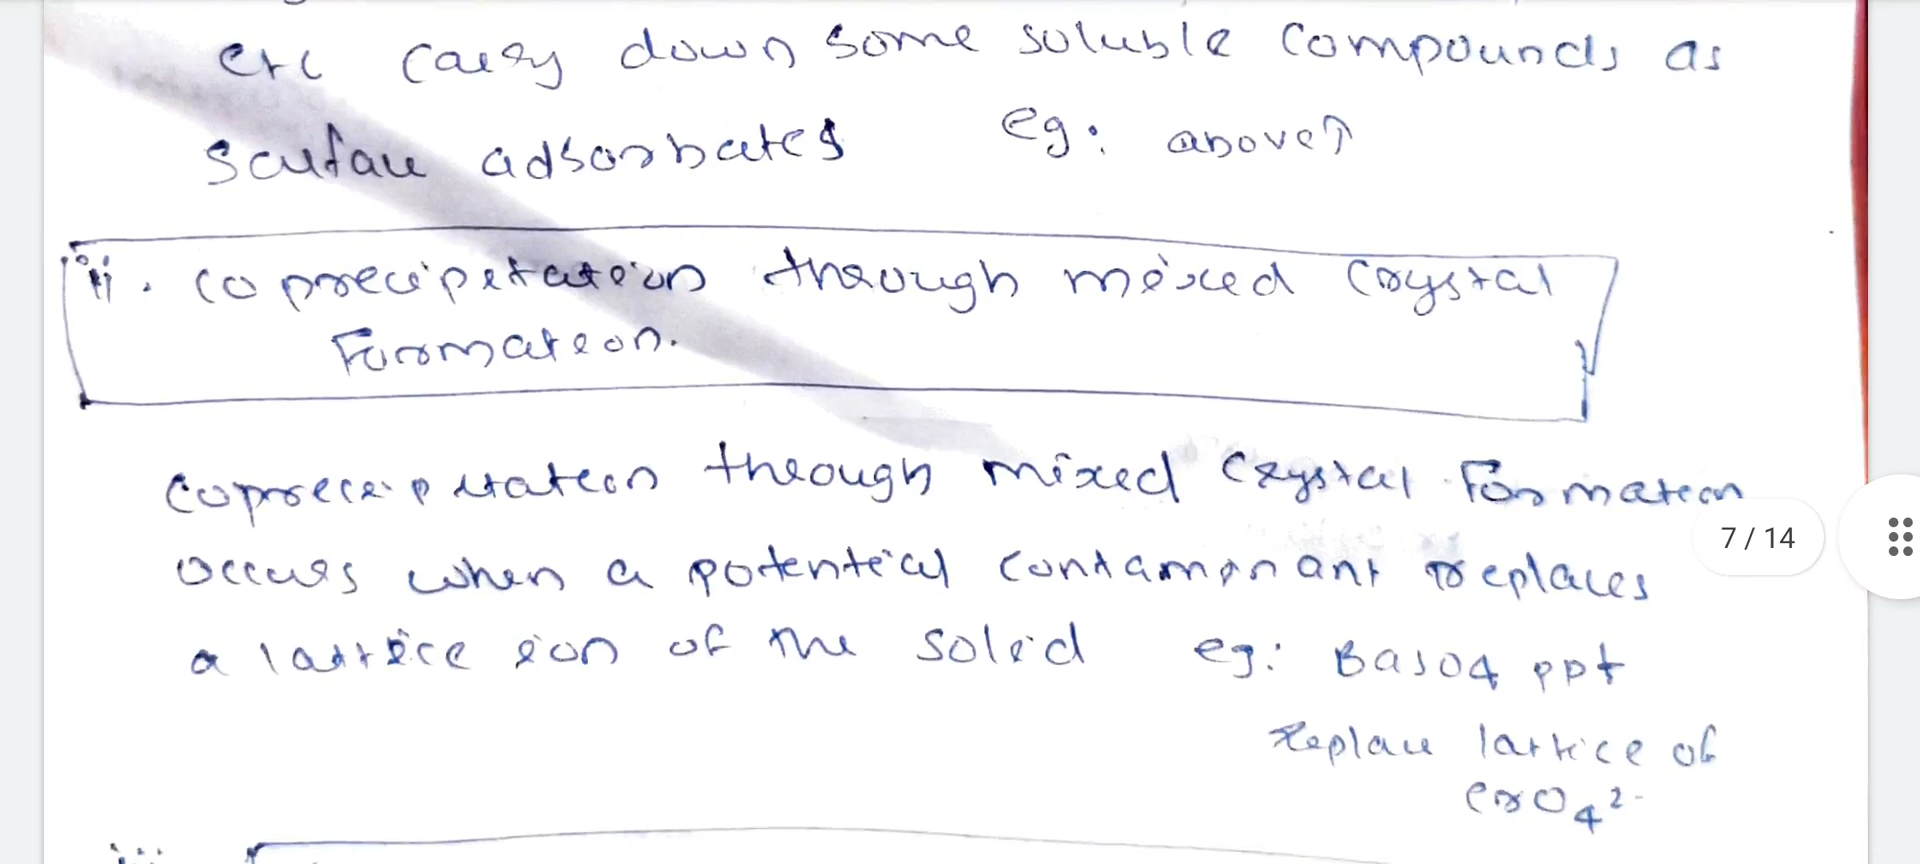 etc carry down some soluble compounds as
surface adsorbates eg: above↑
ii. coprecipitation through mixed crystal
Formation.
coprecipitation through mixed crystal Formation
occurs when a potential contaminant replaces
a lattice ion of the solid eg: BaSO4 ppt
replace lattice of
CrO4²⁻
7 / 14
iii